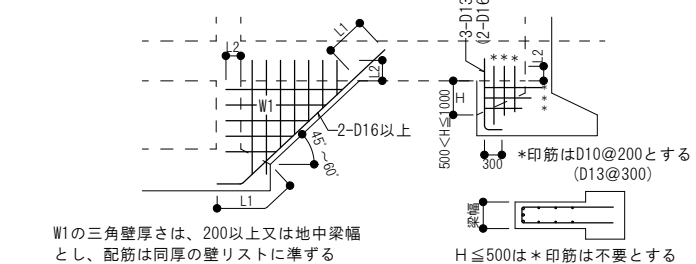 L2
L1
L2
W1
2-D16以上
45°~60°
L1
W1の三角壁厚さは、200以上又は地中梁幅
とし、配筋は同厚の壁リストに準ずる
3-D13
(2-D16
***
L2
H
500<H≦1000
*
*
*
300
*印筋はD10@200とする
(D13@300)
梁幅
H≦500は*印筋は不要とする